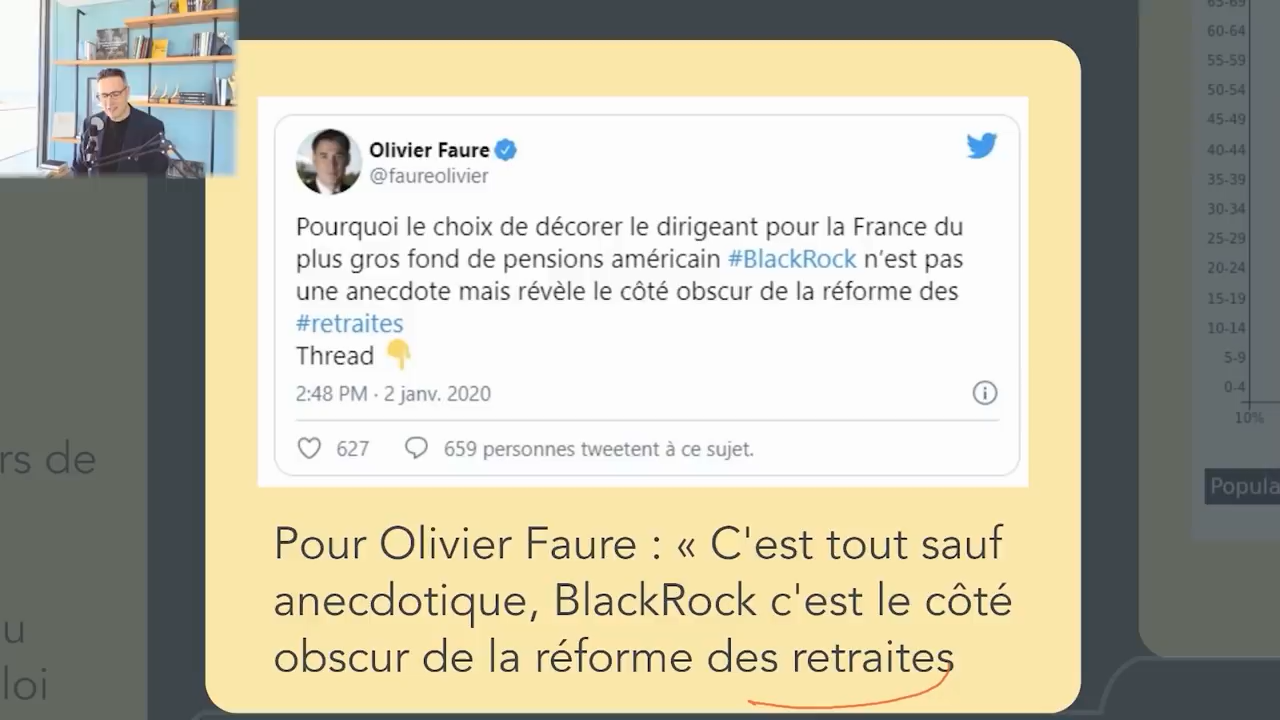 Olivier Faure
@faureolivier
Pourquoi le choix de décorer le dirigeant pour la France du
plus gros fond de pensions américain #BlackRock n'est pas
une anecdote mais révèle le côté obscur de la réforme des
#retraites
Thread 👇
2:48 PM · 2 janv. 2020
627
659 personnes tweetent à ce sujet.
Pour Olivier Faure : « C'est tout sauf
anecdotique, BlackRock c'est le côté
obscur de la réforme des retraites
rs de
u
loi
65-69
60-64
55-59
50-54
45-49
40-44
35-39
30-34
25-29
20-24
15-19
10-14
5-9
0-4
10%
Popula